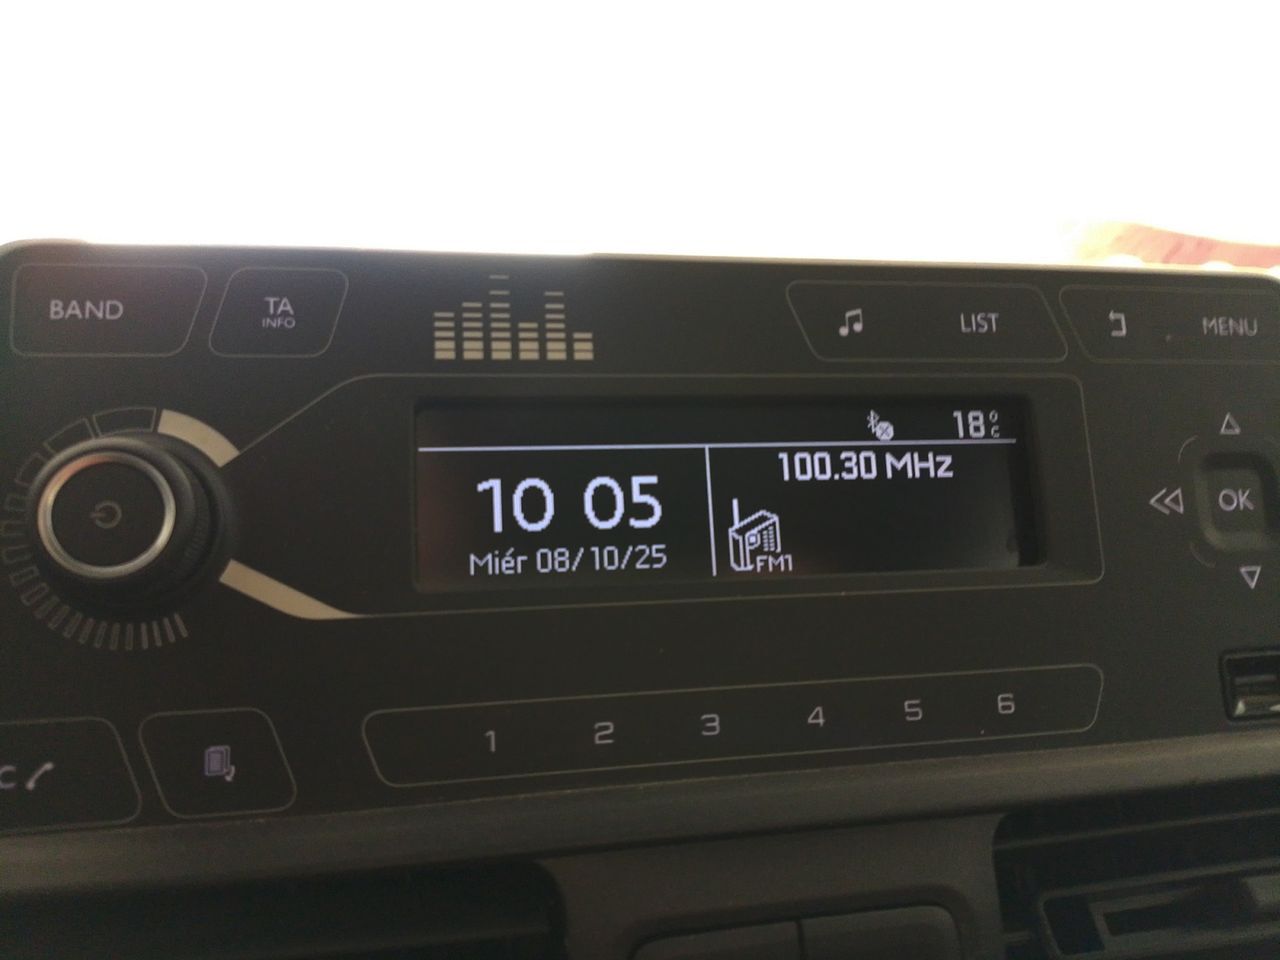 BAND
TA
INFO
LIST
MENU
18°C
100.30 MHz
10 05
Miér 08/10/25
FM1
OK
1 2 3 4 5 6
C